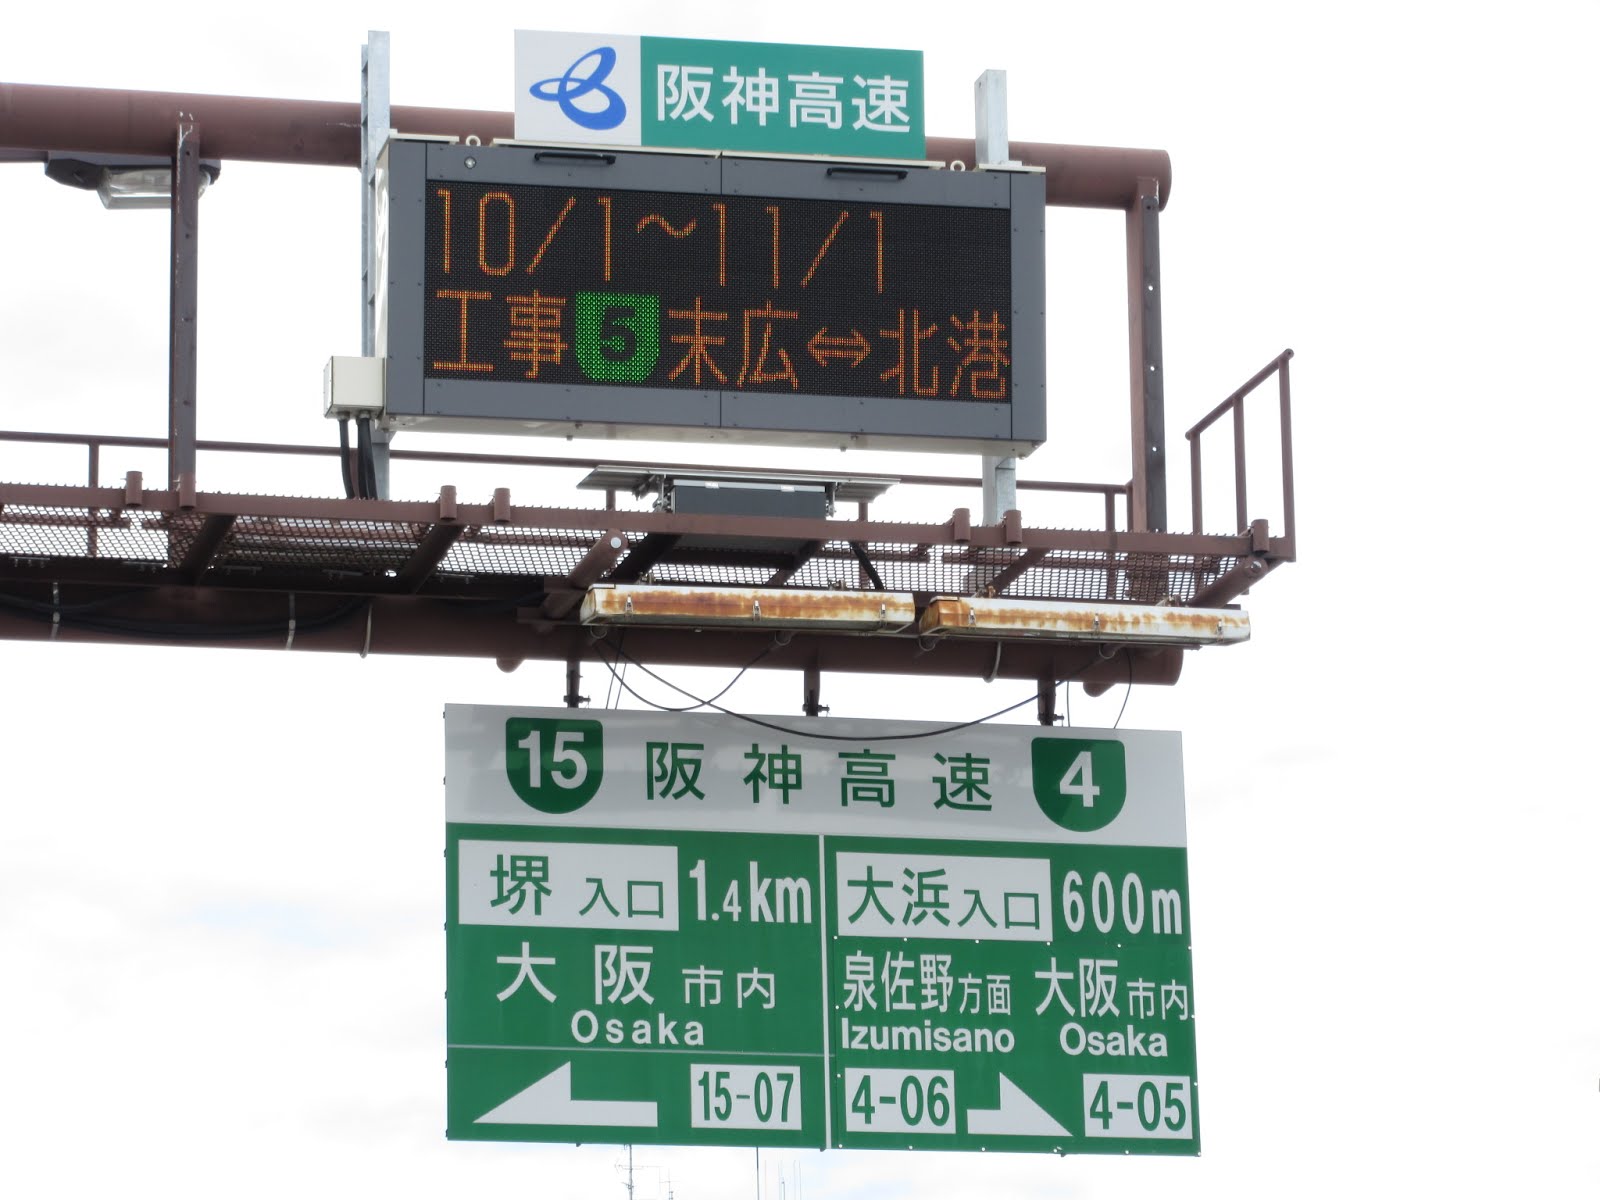 阪神高速
10/1～11/1
工事 5 末広⇔北港
15 阪神高速 4
堺 入口 1.4km
大阪市内
Osaka
15-07
大浜入口 600m
泉佐野方面 大阪市内
Izumisano Osaka
4-06 4-05